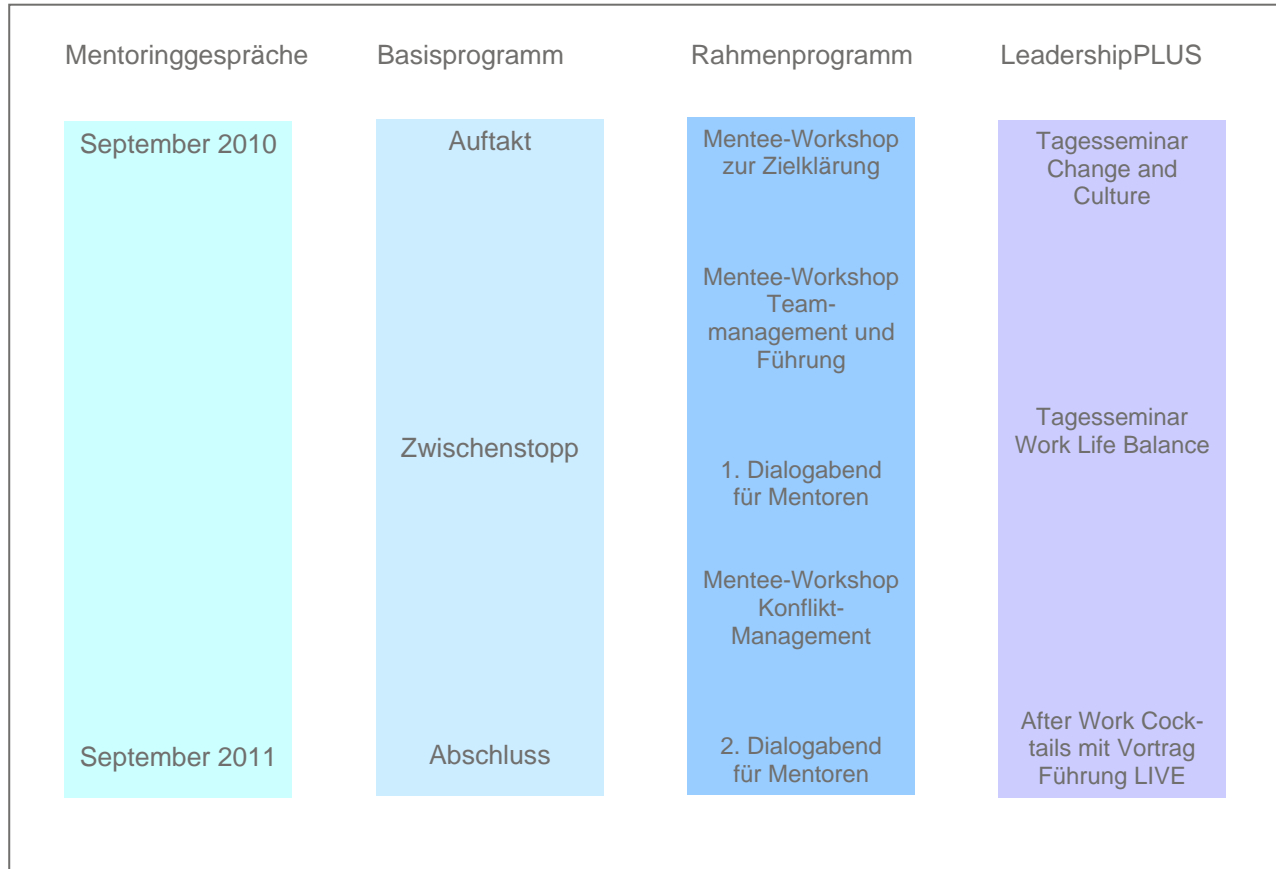 Mentoringgespräche
Basisprogramm
Rahmenprogramm
LeadershipPLUS
September 2010
September 2011
Auftakt
Zwischenstopp
Abschluss
Mentee-Workshop
zur Zielklärung
Mentee-Workshop
Team-
management und
Führung
1. Dialogabend
für Mentoren
Mentee-Workshop
Konflikt-
Management
2. Dialogabend
für Mentoren
Tagesseminar
Change and
Culture
Tagesseminar
Work Life Balance
After Work Cock-
tails mit Vortrag
Führung LIVE